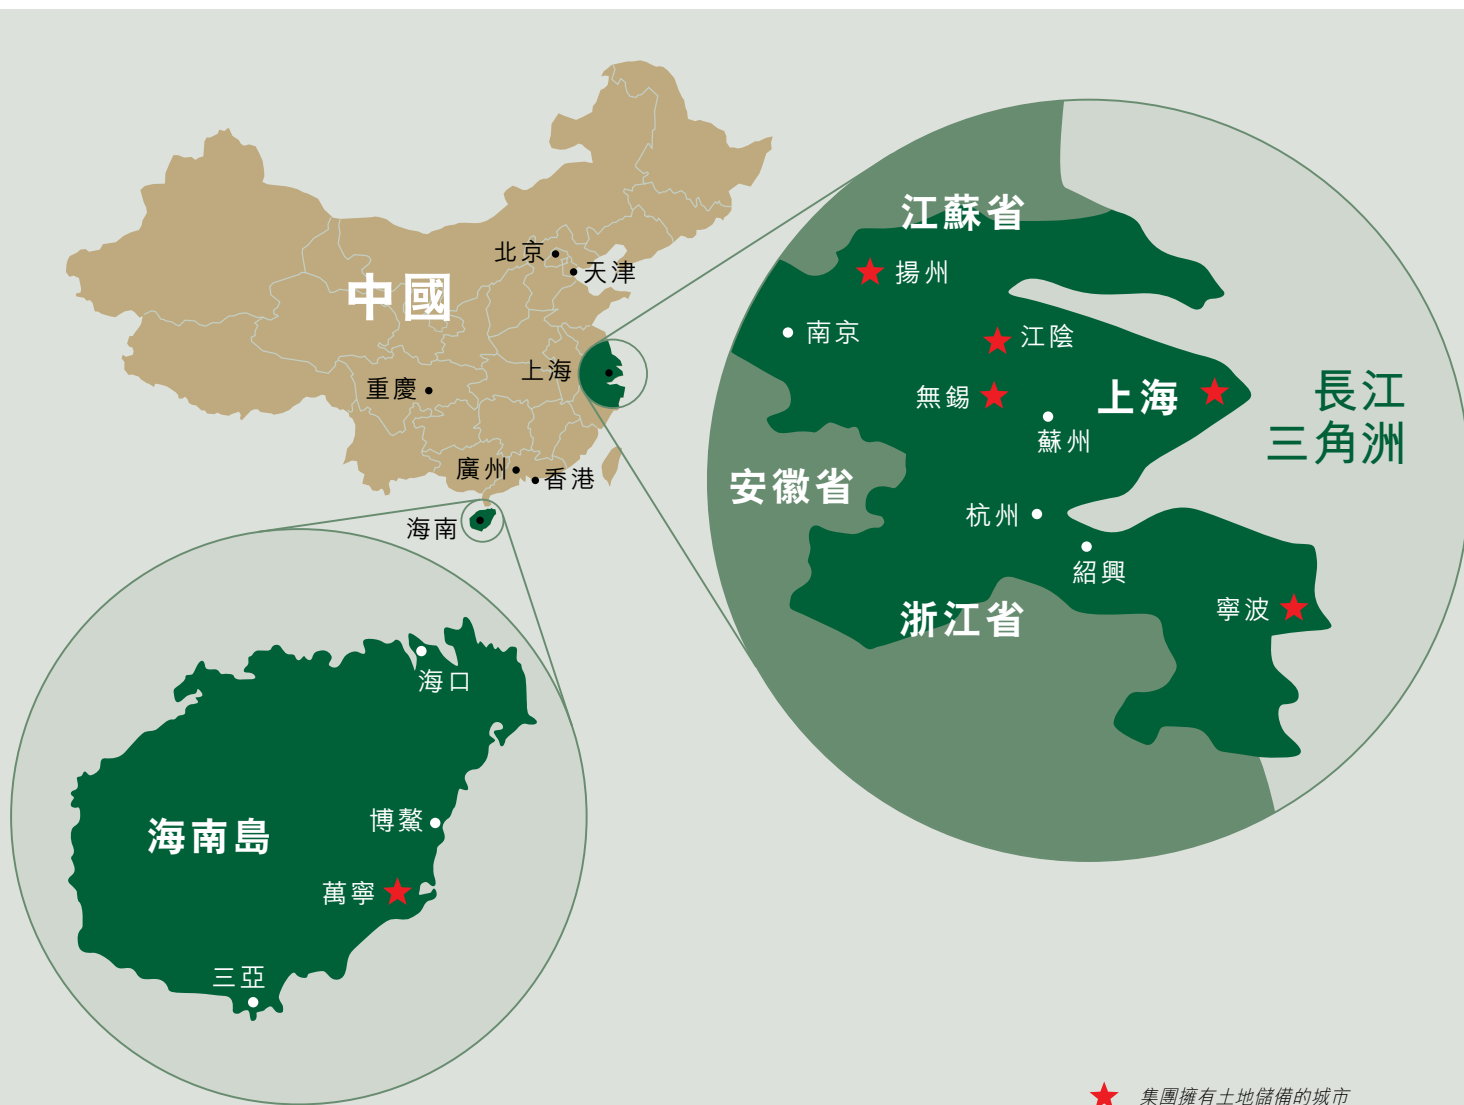 中國
北京
天津
上海
重慶
廣州
香港
海南
江蘇省
揚州
南京
江陰
無錫
上海
蘇州
長江
三角洲
安徽省
杭州
紹興
浙江省
寧波
海口
博鰲
海南島
萬寧
三亞
集團擁有土地儲備的城市